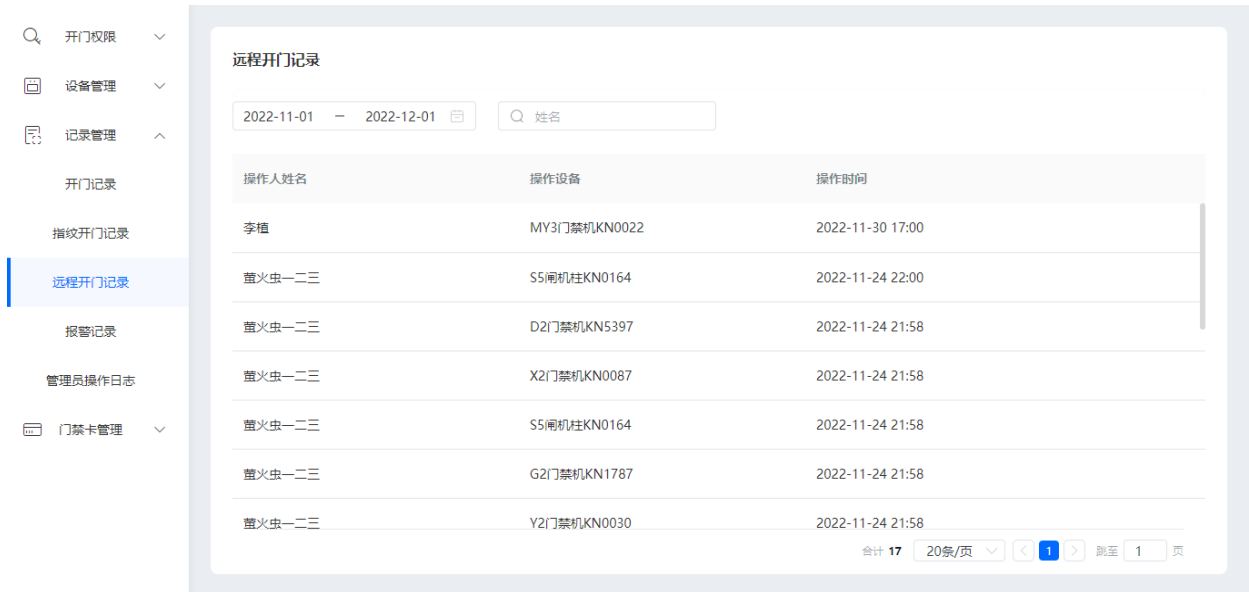 开门权限
设备管理
记录管理
开门记录
指纹开门记录
远程开门记录
报警记录
管理员操作日志
门禁卡管理
远程开门记录
2022-11-01 － 2022-12-01
姓名
操作人姓名 操作设备 操作时间
李植 MY3门禁机KN0022 2022-11-30 17:00
萤火虫一二三 S5闸机柱KN0164 2022-11-24 22:00
萤火虫一二三 D2门禁机KN5397 2022-11-24 21:58
萤火虫一二三 X2门禁机KN0087 2022-11-24 21:58
萤火虫一二三 S5闸机柱KN0164 2022-11-24 21:58
萤火虫一二三 G2门禁机KN1787 2022-11-24 21:58
萤火虫一二三 Y2门禁机KN0030 2022-11-24 21:58
合计 17 20条/页 1 跳至 1 页